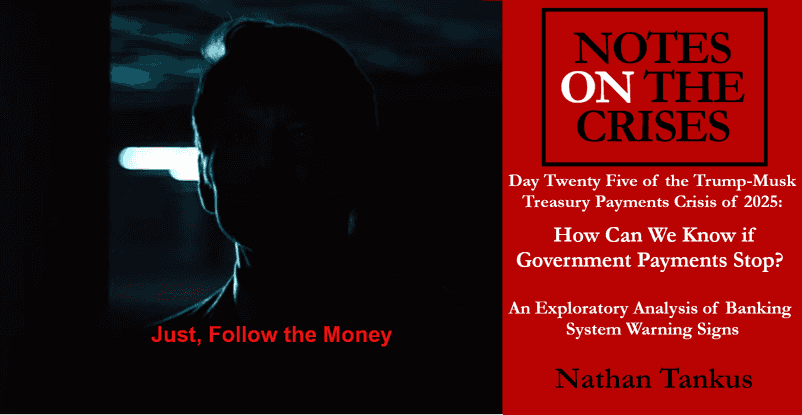 Just, Follow the Money
NOTES
ON THE
CRISES
Day Twenty Five of the Trump-Musk
Treasury Payments Crisis of 2025:
How Can We Know if
Government Payments Stop?
An Exploratory Analysis of Banking
System Warning Signs
Nathan Tankus